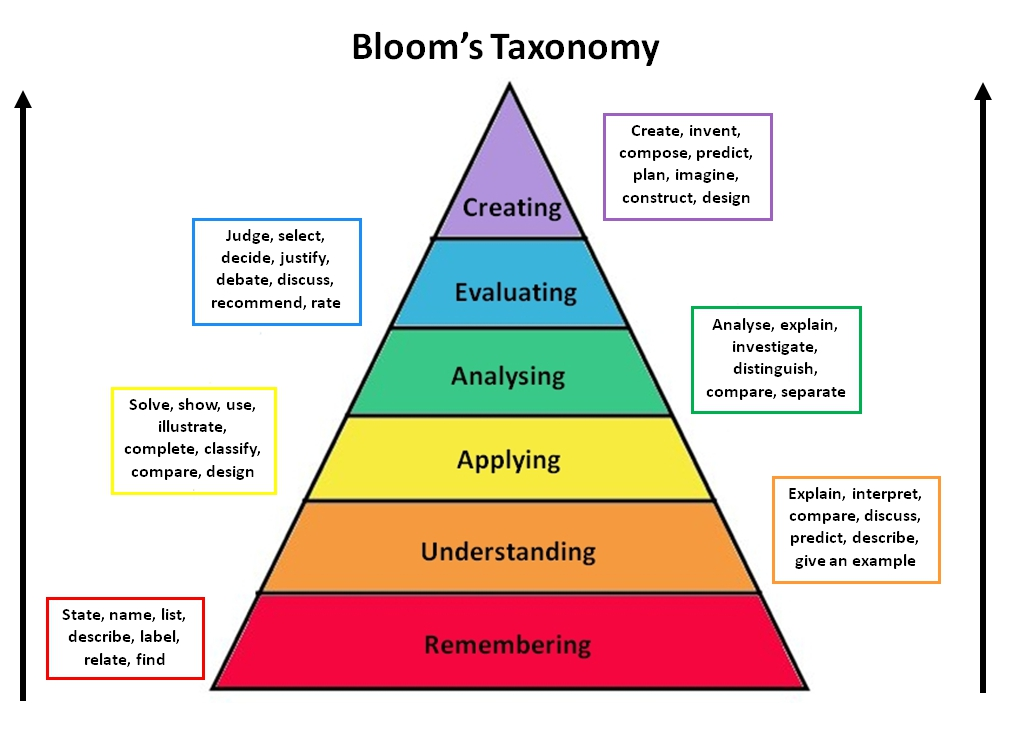 Bloom's Taxonomy
Create, invent,
compose, predict,
plan, imagine,
construct, design
Creating
Judge, select,
decide, justify,
debate, discuss,
recommend, rate
Evaluating
Analyse, explain,
investigate,
distinguish,
compare, separate
Analysing
Solve, show, use,
illustrate,
complete, classify,
compare, design
Applying
Explain, interpret,
compare, discuss,
predict, describe,
give an example
Understanding
State, name, list,
describe, label,
relate, find
Remembering